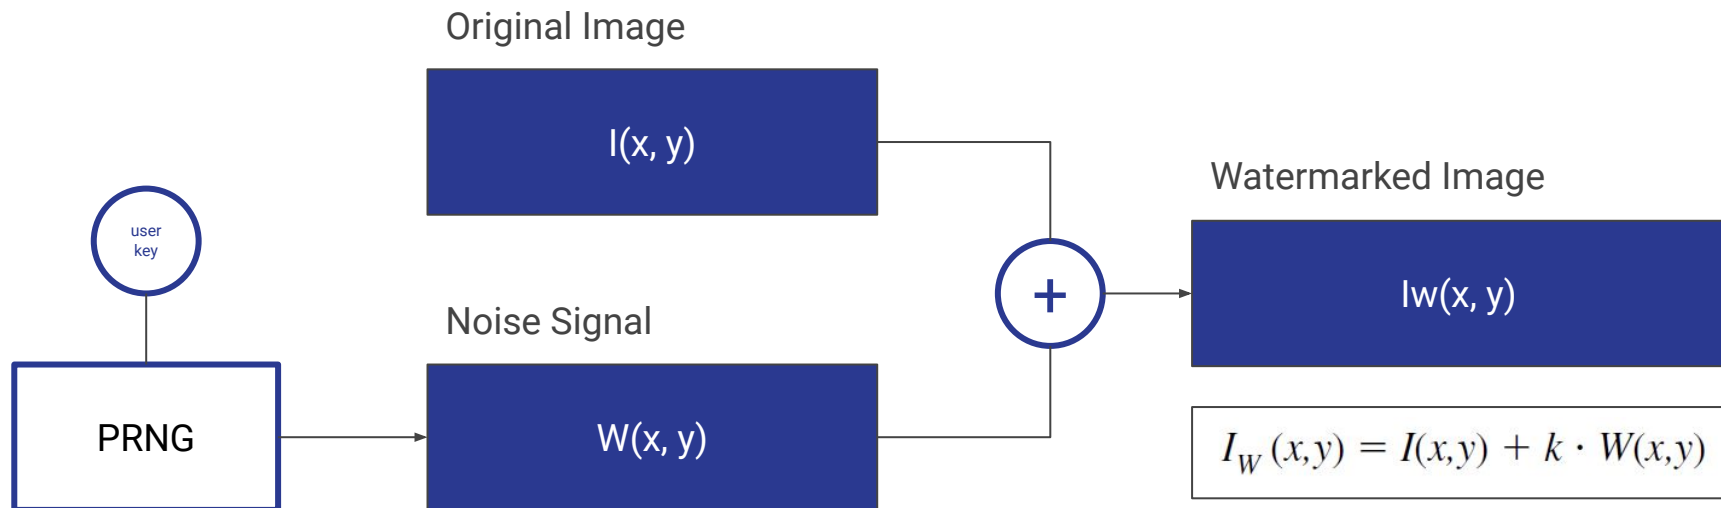 Original Image
I(x, y)
Watermarked Image
user
key
Iw(x, y)
+
Noise Signal
PRNG
W(x, y)
I_W (x,y) = I(x,y) + k · W(x,y)